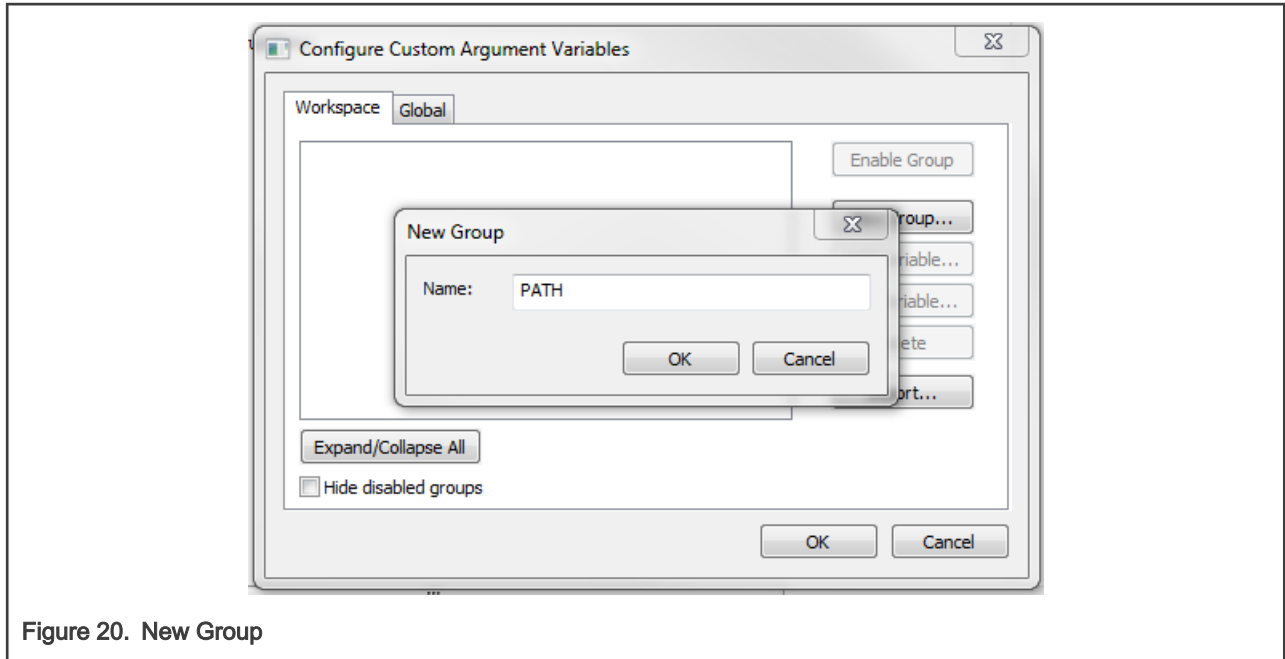 Configure Custom Argument Variables
Workspace Global
Enable Group
roup...
New Group
riable...
Name: PATH
riable...
ete
OK Cancel
ort...
Expand/Collapse All
Hide disabled groups
OK Cancel
Figure 20. New Group